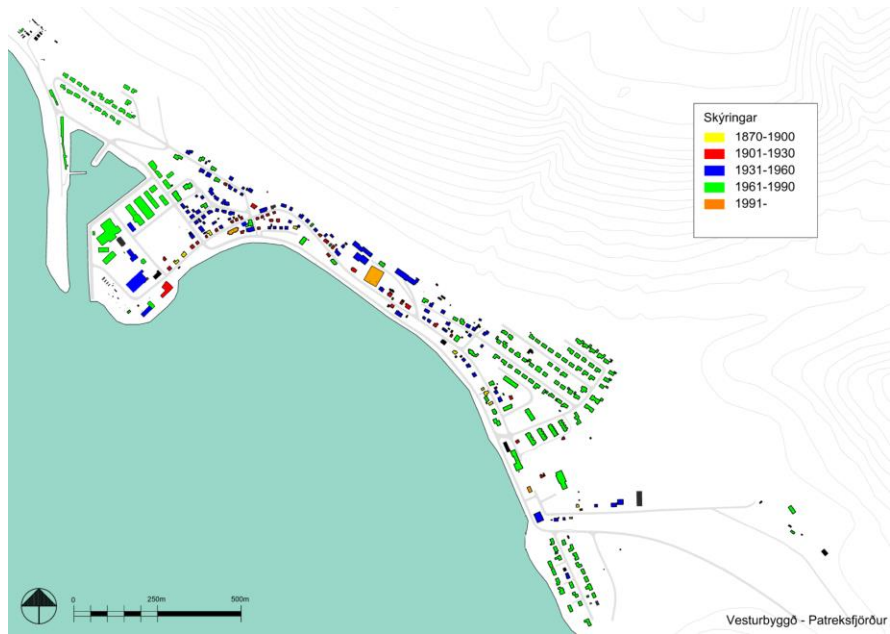 Skýringar
1870-1900
1901-1930
1931-1960
1961-1990
1991-
0 250m 500m
Vesturbyggð - Patreksfjörður